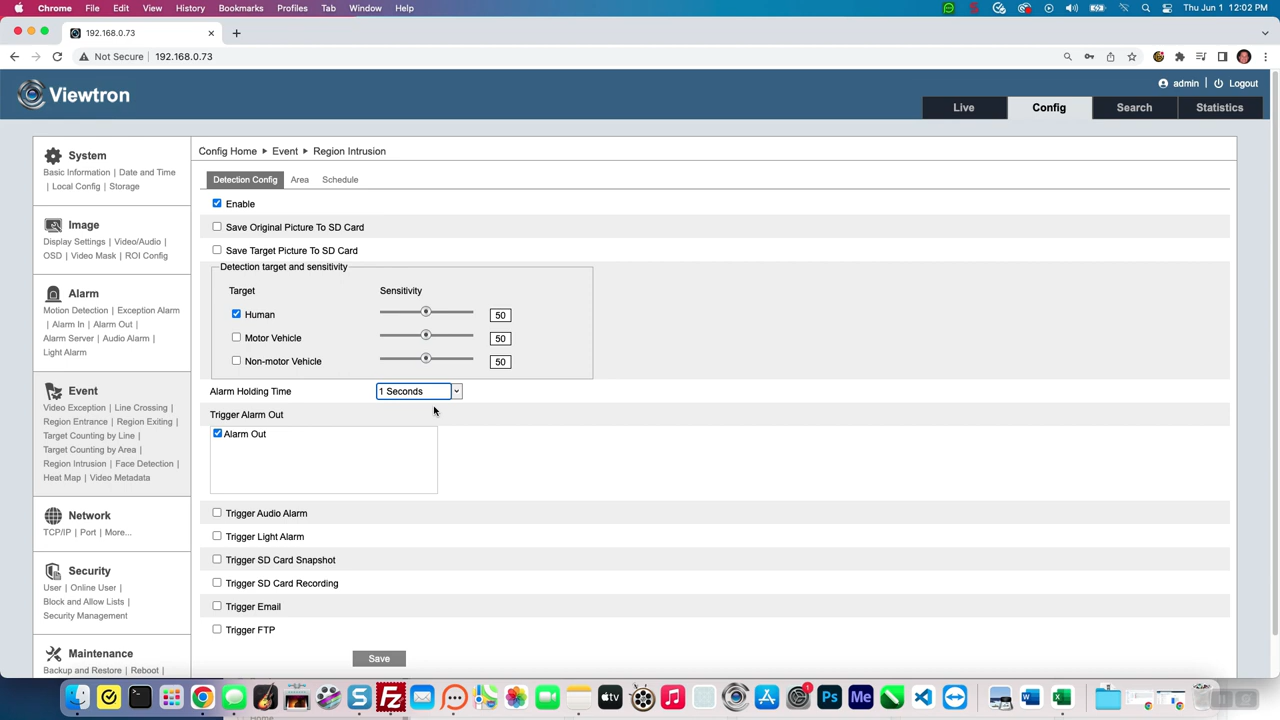 Chrome File Edit View History Bookmarks Profiles Tab Window Help Thu Jun 1 12:02 PM
192.168.0.73
Not Secure 192.168.0.73
Viewtron admin | Logout
Live Config Search Statistics
System
Basic Information | Date and Time
| Local Config | Storage
Image
Display Settings | Video/Audio |
OSD | Video Mask | ROI Config
Alarm
Motion Detection | Exception Alarm
| Alarm In | Alarm Out |
Alarm Server | Audio Alarm |
Light Alarm
Event
Video Exception | Line Crossing |
Region Entrance | Region Exiting |
Target Counting by Line |
Target Counting by Area |
Region Intrusion | Face Detection |
Heat Map | Video Metadata
Network
TCP/IP | Port | More...
Security
User | Online User |
Block and Allow Lists |
Security Management
Maintenance
Backup and Restore | Reboot |
Config Home ▸ Event ▸ Region Intrusion
Detection Config Area Schedule
Enable
Save Original Picture To SD Card
Save Target Picture To SD Card
Detection target and sensitivity
Target Sensitivity
Human 50
Motor Vehicle 50
Non-motor Vehicle 50
Alarm Holding Time 1 Seconds
Trigger Alarm Out
Alarm Out
Trigger Audio Alarm
Trigger Light Alarm
Trigger SD Card Snapshot
Trigger SD Card Recording
Trigger Email
Trigger FTP
Save
Fz tv Ps Me W X
Home